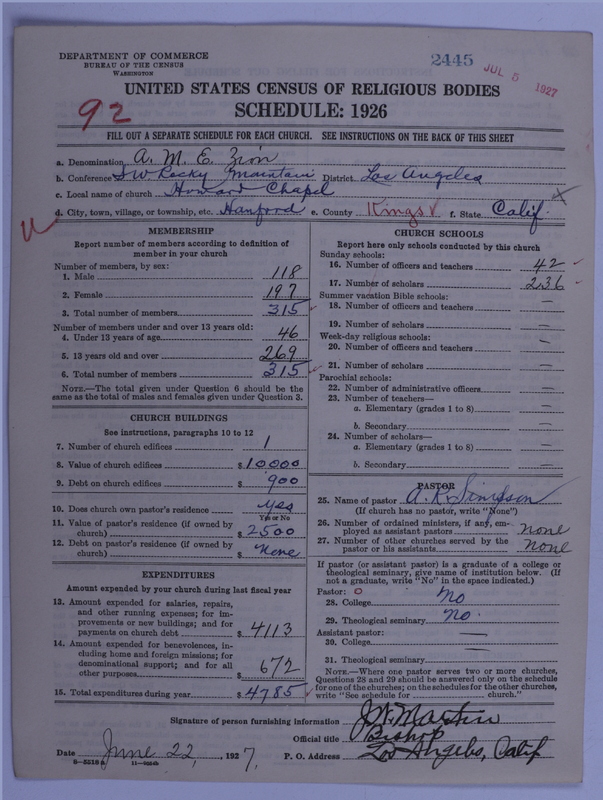 DEPARTMENT OF COMMERCE
BUREAU OF THE CENSUS
WASHINGTON
2445
JUL 5 1927
UNITED STATES CENSUS OF RELIGIOUS BODIES
SCHEDULE: 1926
92
FILL OUT A SEPARATE SCHEDULE FOR EACH CHURCH. SEE INSTRUCTIONS ON THE BACK OF THIS SHEET
a. Denomination A. M. E. Zion
b. Conference SW Rocky Mountain District Los Angeles
c. Local name of church Howard Chapel
d. City, town, village, or township, etc. Hanford e. County Kings f. State Calif.
MEMBERSHIP
Report number of members according to definition of
member in your church
Number of members, by sex:
1. Male 118
2. Female 197
3. Total number of members 315
Number of members under and over 13 years old:
4. Under 13 years of age 46
5. 13 years old and over 269
6. Total number of members 315
NOTE.—The total given under Question 6 should be the
same as the total of males and females given under Question 3.
CHURCH BUILDINGS
See instructions, paragraphs 10 to 12
7. Number of church edifices 1
8. Value of church edifices $ 10000
9. Debt on church edifices $ 900
10. Does church own pastor's residence yes
Yes or No
11. Value of pastor's residence (if owned by
church) $ 2500
12. Debt on pastor's residence (if owned by
church) $ none
EXPENDITURES
Amount expended by your church during last fiscal year
13. Amount expended for salaries, repairs,
and other running expenses; for im-
provements or new buildings; and for
payments on church debt $ 4113
14. Amount expended for benevolences, in-
cluding home and foreign missions; for
denominational support; and for all
other purposes $ 672
15. Total expenditures during year $ 4785
CHURCH SCHOOLS
Report here only schools conducted by this church
Sunday schools:
16. Number of officers and teachers 42
17. Number of scholars 236
Summer vacation Bible schools:
18. Number of officers and teachers —
19. Number of scholars —
Week-day religious schools:
20. Number of officers and teachers —
21. Number of scholars —
Parochial schools:
22. Number of administrative officers —
23. Number of teachers—
a. Elementary (grades 1 to 8) —
b. Secondary —
24. Number of scholars—
a. Elementary (grades 1 to 8) —
b. Secondary —
PASTOR
25. Name of pastor A. K. Simpson
(If church has no pastor, write "None")
26. Number of ordained ministers, if any, em-
ployed as assistant pastors none
27. Number of other churches served by the
pastor or his assistants None
If pastor (or assistant pastor) is a graduate of a college or
theological seminary, give name of institution below. (If
not a graduate, write "No" in the space indicated.)
Pastor: 0
28. College No
29. Theological seminary no.
Assistant pastor:
30. College —
31. Theological seminary
NOTE.—Where one pastor serves two or more churches,
Questions 28 and 29 should be answered only on the schedule
for one of the churches; on the schedules for the other churches,
write "See schedule for church."
Signature of person furnishing information J. W. Martin
Official title Bishop
Date June 22, 1927. P. O. Address Los Angeles, Calif